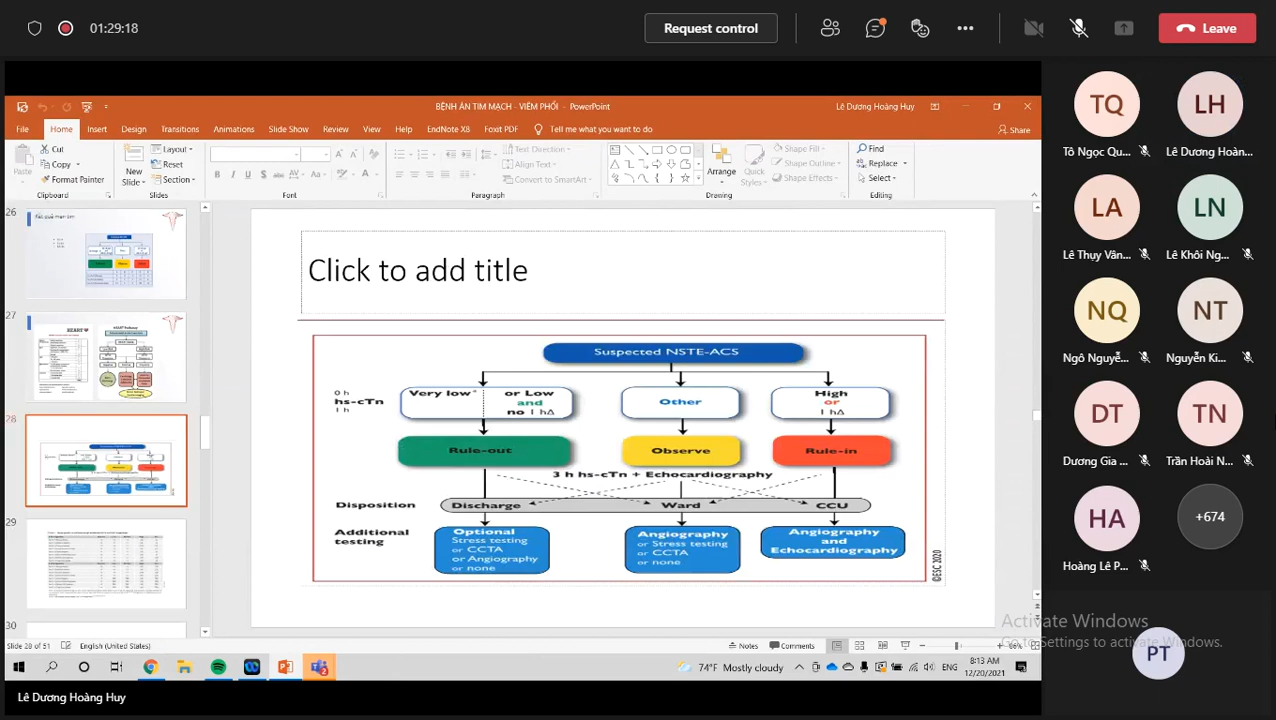 01:29:18
Request control
Leave
BỆNH ÁN TIM MẠCH - VIÊM PHỔI - PowerPoint
Lê Dương Hoàng Huy
File Home Insert Design Transitions Animations Slide Show Review View Help EndNote X8 Foxit PDF Tell me what you want to do
Share
Paste
Cut
Copy
Format Painter
Clipboard
New Slide
Layout
Reset
Section
Slides
Font
Paragraph
Text Direction
Align Text
Convert to SmartArt
Arrange
Quick Styles
Shape Fill
Shape Outline
Shape Effects
Drawing
Find
Replace
Select
Editing
26
27
28
29
30
Click to add title
Suspected NSTE-ACS
0 h
hs-cTn
1 h
Very low
or Low
and
no 1 hΔ
Other
High
or
1 hΔ
Rule-out
Observe
Rule-in
3 h hs-cTn + Echocardiography
Disposition
Discharge
Ward
CCU
Additional
testing
Optional
Stress testing
or CCTA
or Angiography
or none
Angiography
or Stress testing
or CCTA
or none
Angiography
and
Echocardiography
©ESC 2020
Slide 28 of 51
English (United States)
Notes
Comments
74°F Mostly cloudy
ENG
8:13 AM
12/20/2021
Lê Dương Hoàng Huy
TQ
Tô Ngọc Qu...
LH
Lê Dương Hoàn...
LA
Lê Thụy Vân...
LN
Lê Khôi Ng...
NQ
Ngô Nguyễ...
NT
Nguyễn Ki...
DT
Dương Gia ...
TN
Trần Hoài N...
HA
Hoàng Lê P...
+674
Activate Windows
Go to Settings to activate Windows.
PT